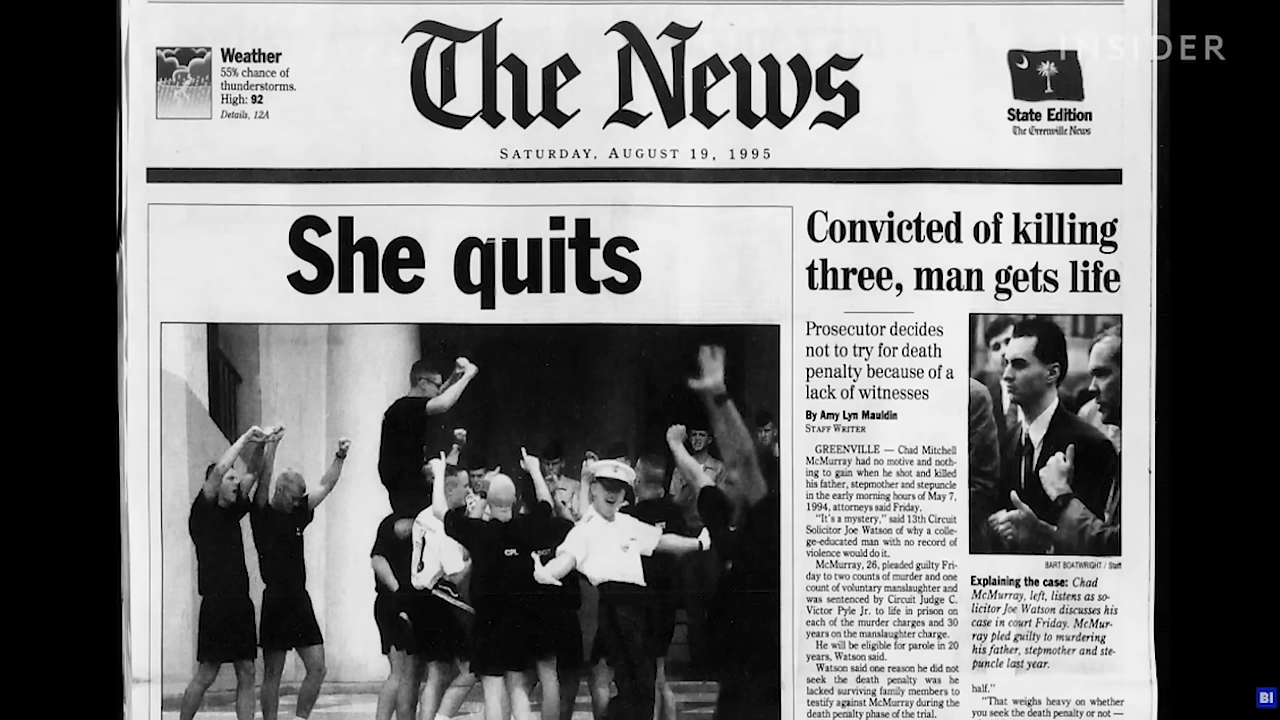 INSIDER
Weather
55% chance of
thunderstorms.
High: 92
Details, 12A
The News
State Edition
The Greenville News
SATURDAY, AUGUST 19, 1995
She quits
CPL
Convicted of killing
three, man gets life
Prosecutor decides
not to try for death
penalty because of a
lack of witnesses
By Amy Lyn Mauldin
STAFF WRITER
GREENVILLE — Chad Mitchell
McMurray had no motive and noth-
ing to gain when he shot and killed
his father, stepmother and stepuncle
in the early morning hours of May 7,
1994, attorneys said Friday.
"It's a mystery," said 13th Circuit
Solicitor Joe Watson of why a colle-
ge-educated man with no record of
violence would do it.
McMurray, 26, pleaded guilty Fri-
day to two counts of murder and one
count of voluntary manslaughter and
was sentenced by Circuit Judge C.
Victor Pyle Jr. to life in prison on
each of the murder charges and 30
years on the manslaughter charge.
He will be eligible for parole in 20
years, Watson said.
Watson said one reason he did not
seek the death penalty was he
lacked surviving family members to
testify against McMurray during the
death penalty phase of the trial.
BART BOATWRIGHT / Staff
Explaining the case: Chad
McMurray, left, listens as so-
licitor Joe Watson discusses his
case in court Friday. McMur-
ray pled guilty to murdering
his father, stepmother and ste-
puncle last year.
half."
"That weighs heavy on whether
you seek the death penalty or not —
BI